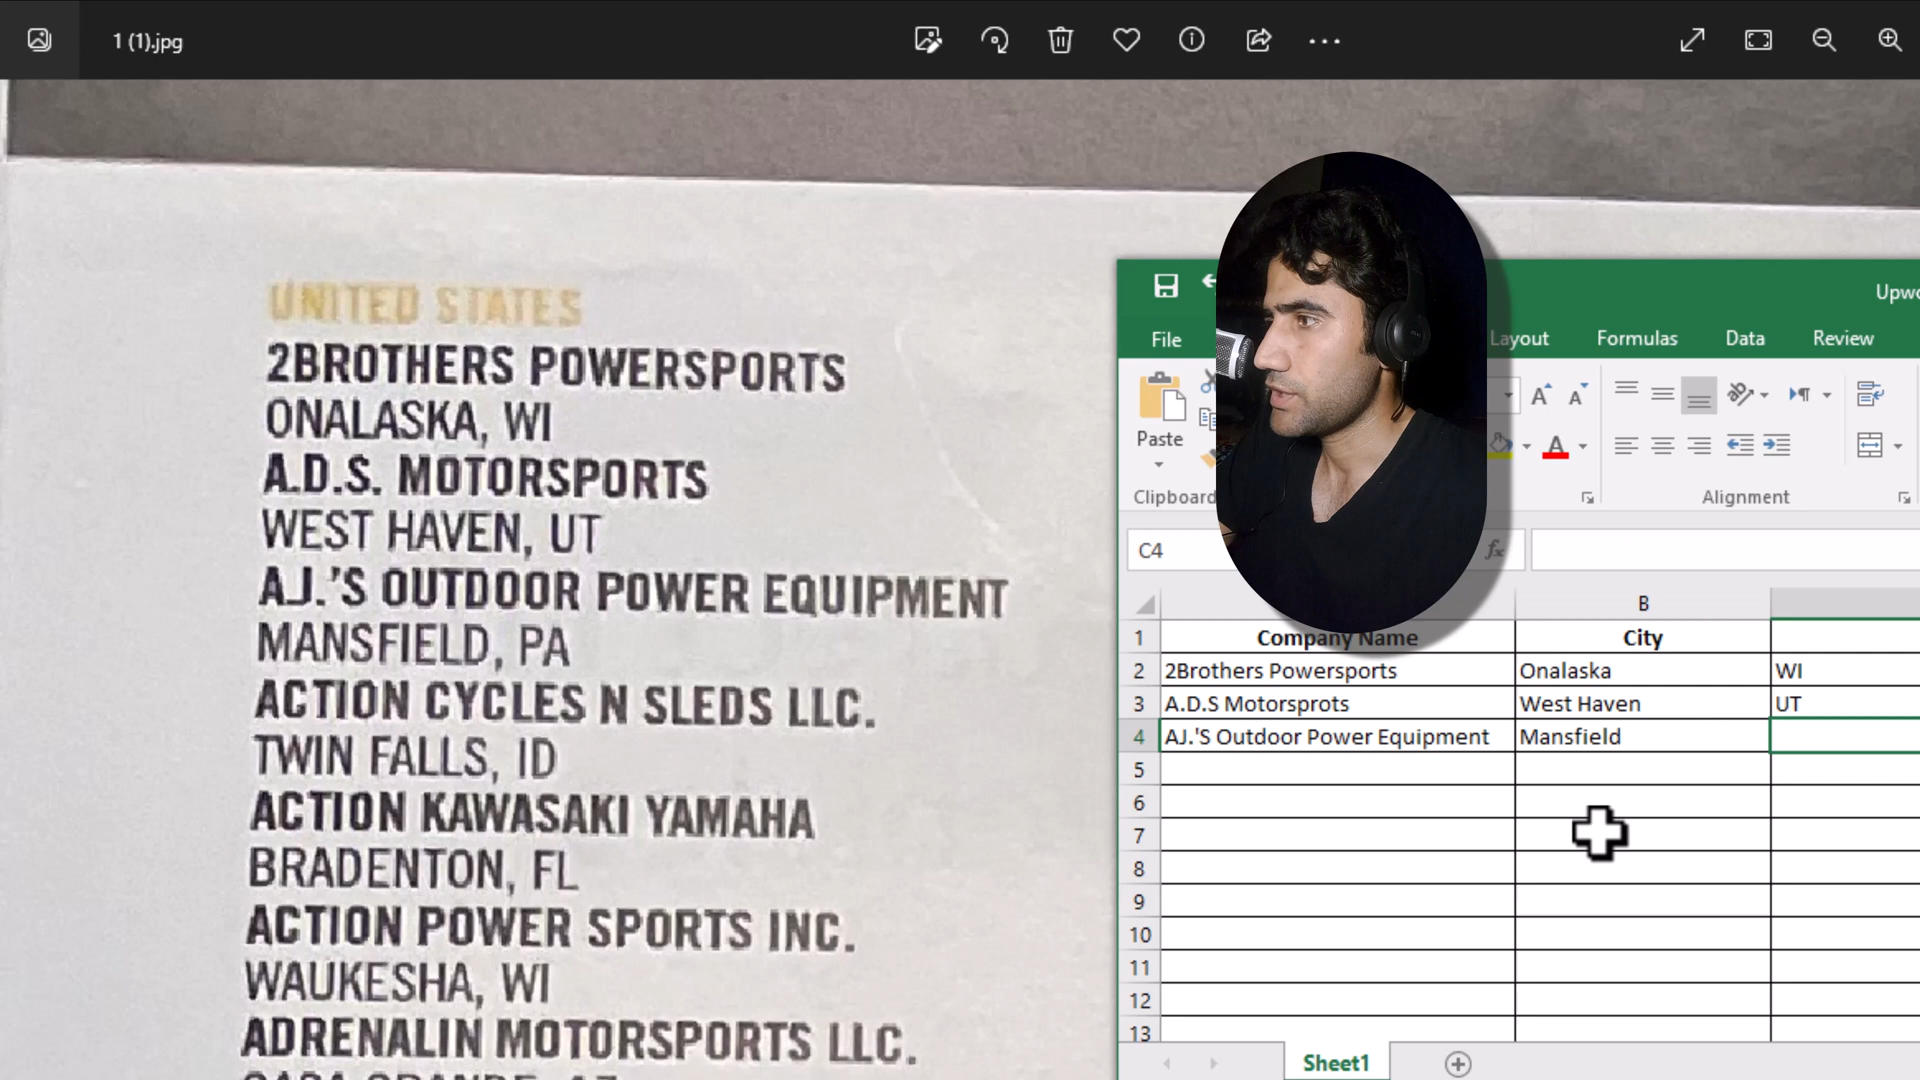 1 (1).jpg
UNITED STATES
2BROTHERS POWERSPORTS
ONALASKA, WI
A.D.S. MOTORSPORTS
WEST HAVEN, UT
A.J.'S OUTDOOR POWER EQUIPMENT
MANSFIELD, PA
ACTION CYCLES N SLEDS LLC.
TWIN FALLS, ID
ACTION KAWASAKI YAMAHA
BRADENTON, FL
ACTION POWER SPORTS INC.
WAUKESHA, WI
ADRENALIN MOTORSPORTS LLC.
File Layout Formulas Data Review
Paste
Clipboard Alignment
C4 fx
B
1 Company Name City
2 2Brothers Powersports Onalaska WI
3 A.D.S Motorsprots West Haven UT
4 AJ.'S Outdoor Power Equipment Mansfield
5
6
7
8
9
10
11
12
13
Sheet1